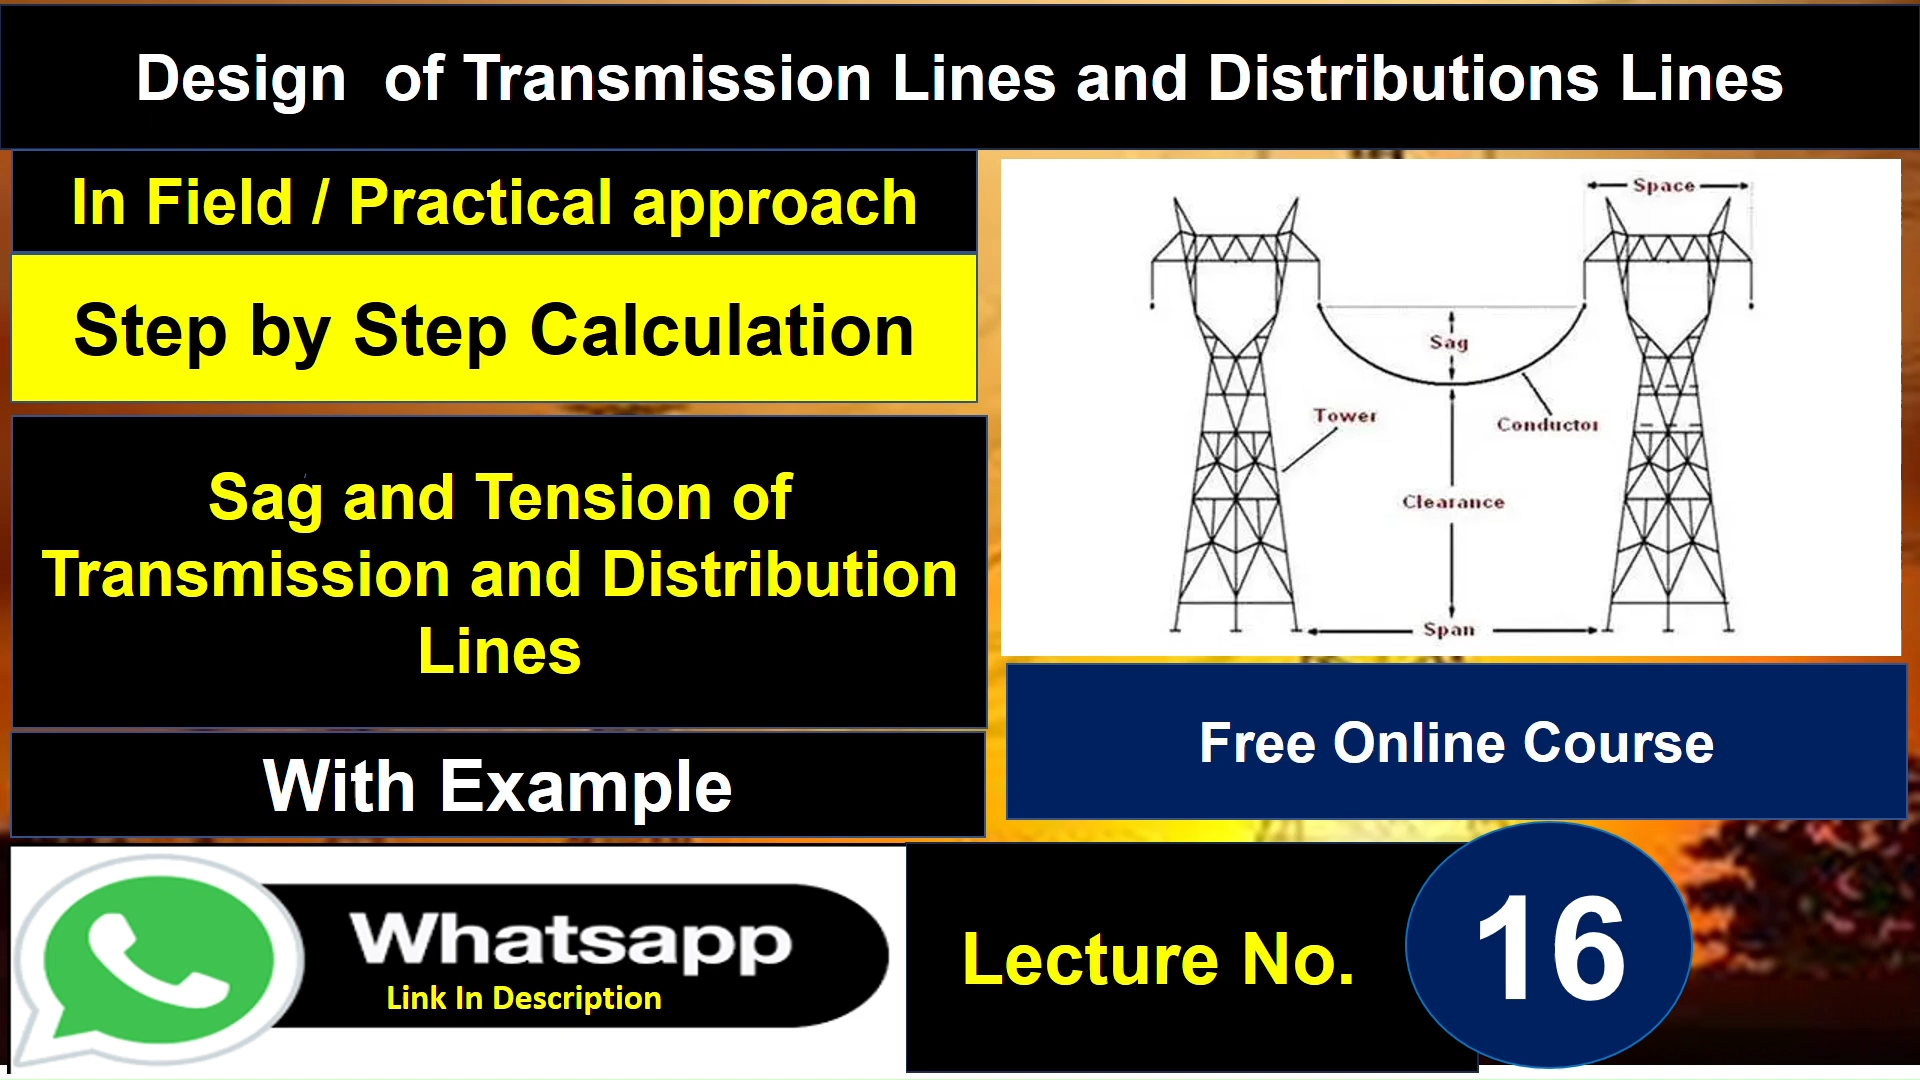 Design  of Transmission Lines and Distributions Lines
In Field / Practical approach
Step by Step Calculation
Sag and Tension of
Transmission and Distribution
Lines
With Example
Space
Sag
Tower
Conductor
Clearance
Span
Free Online Course
Whatsapp
Link In Description
Lecture No.
16